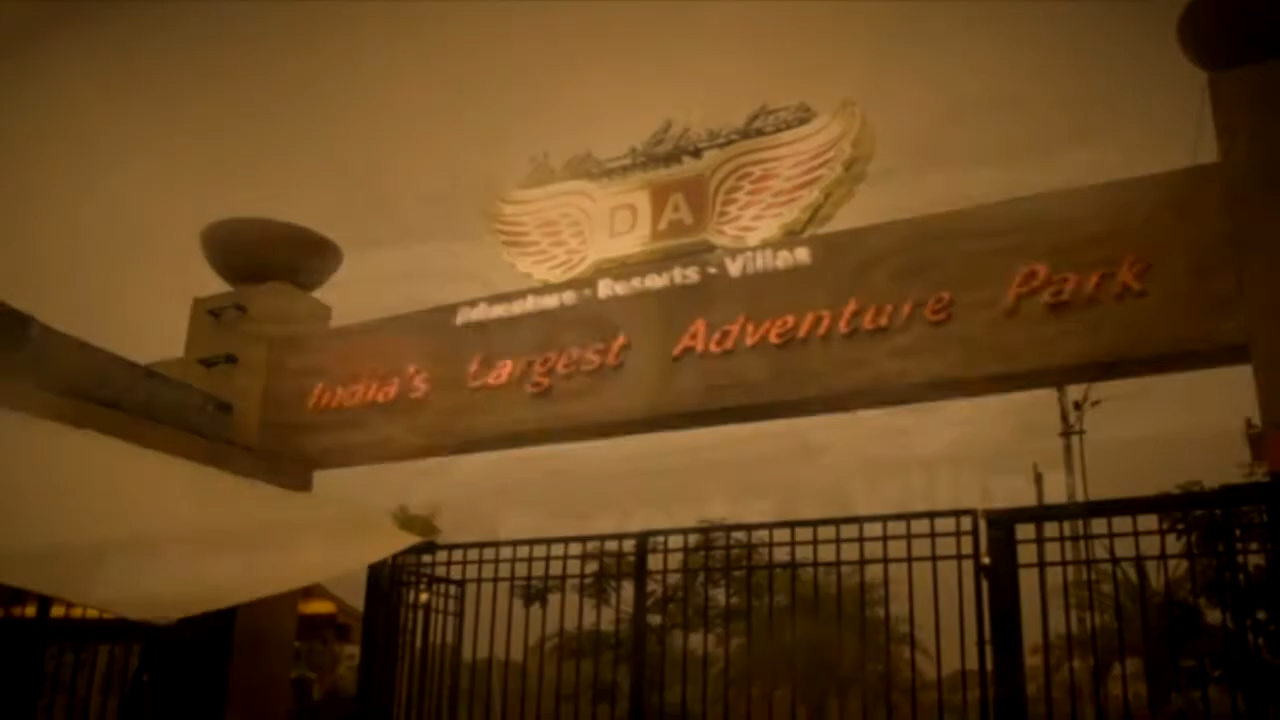 DA
Adventure · Resorts · Villas
India's Largest Adventure Park